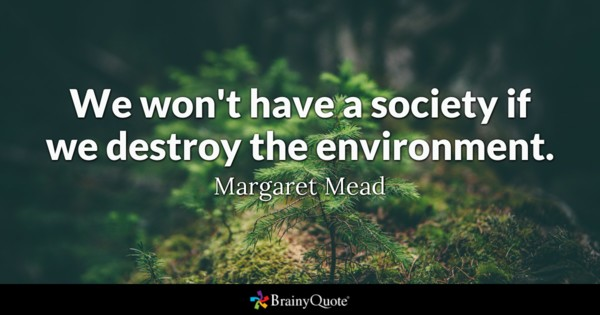 We won't have a society if
we destroy the environment.
Margaret Mead
BrainyQuote®